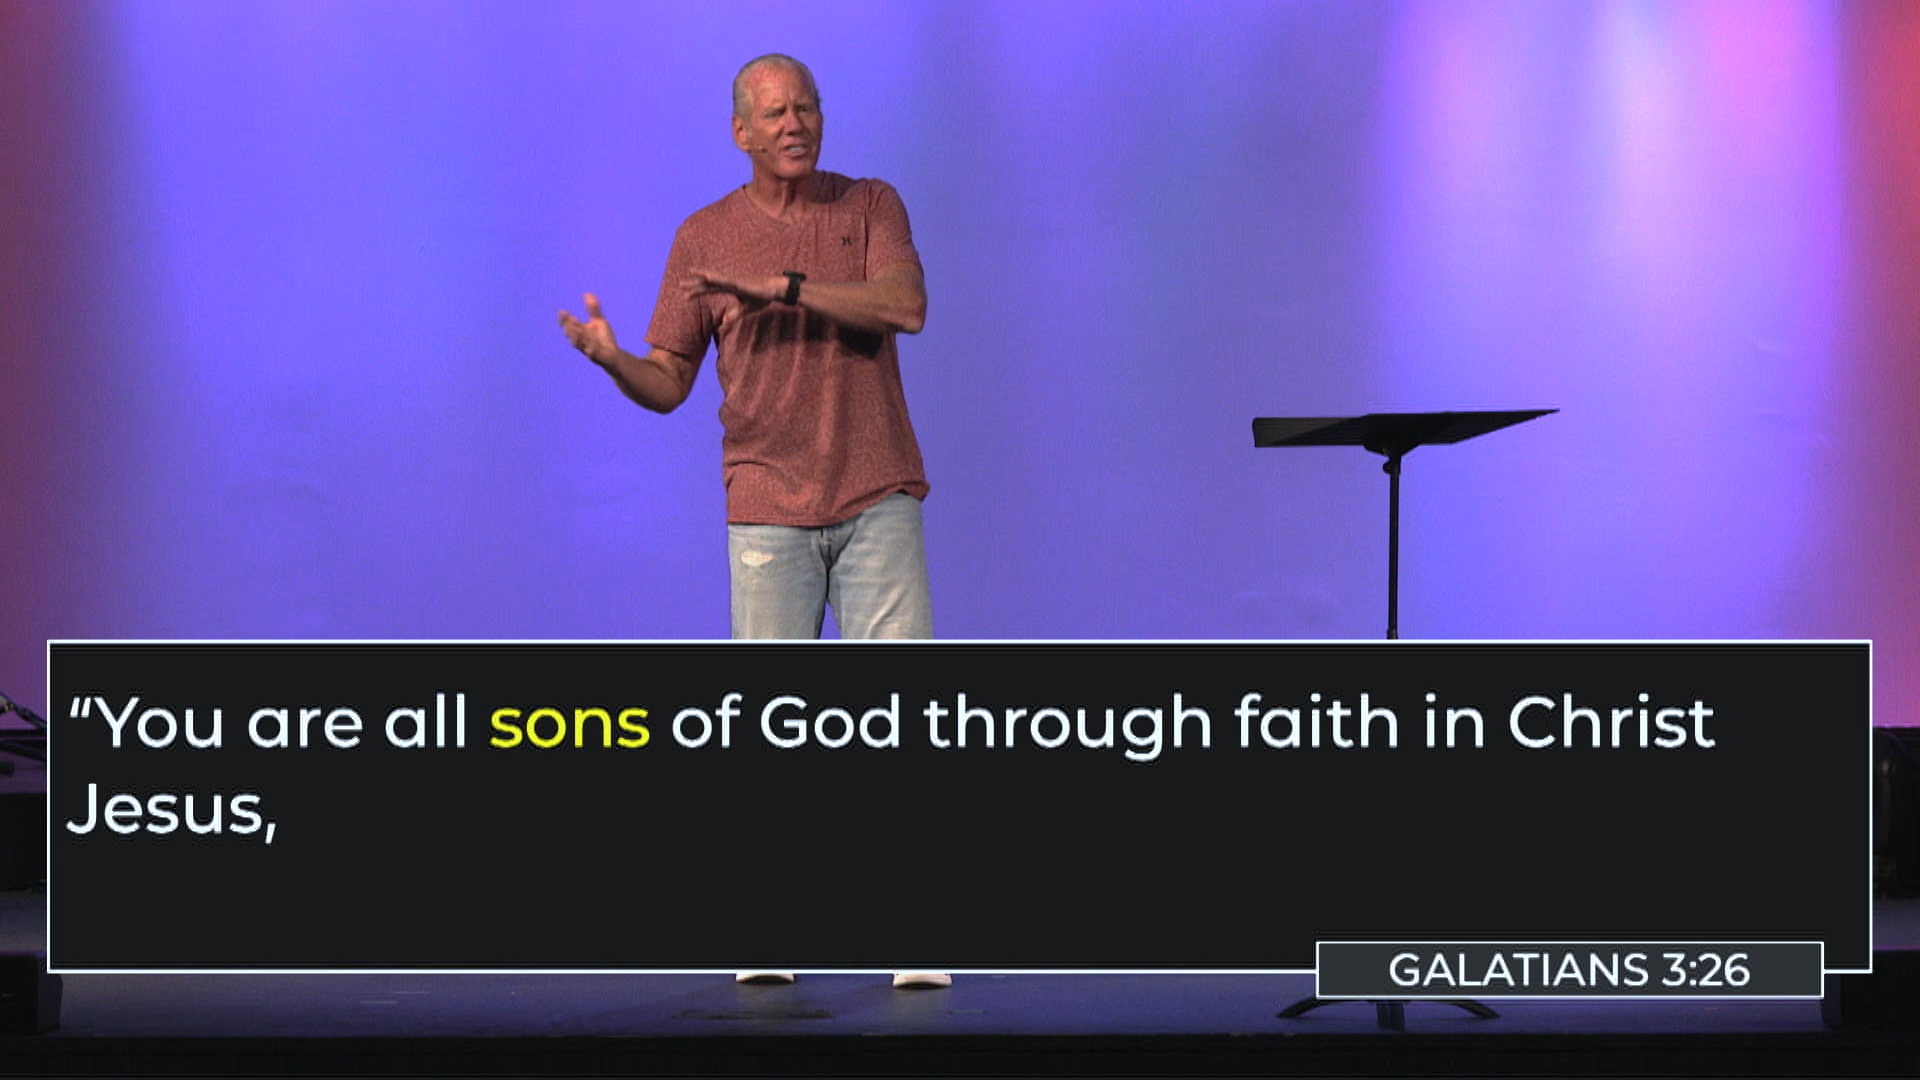 “You are all sons of God through faith in Christ
Jesus,
GALATIANS 3:26